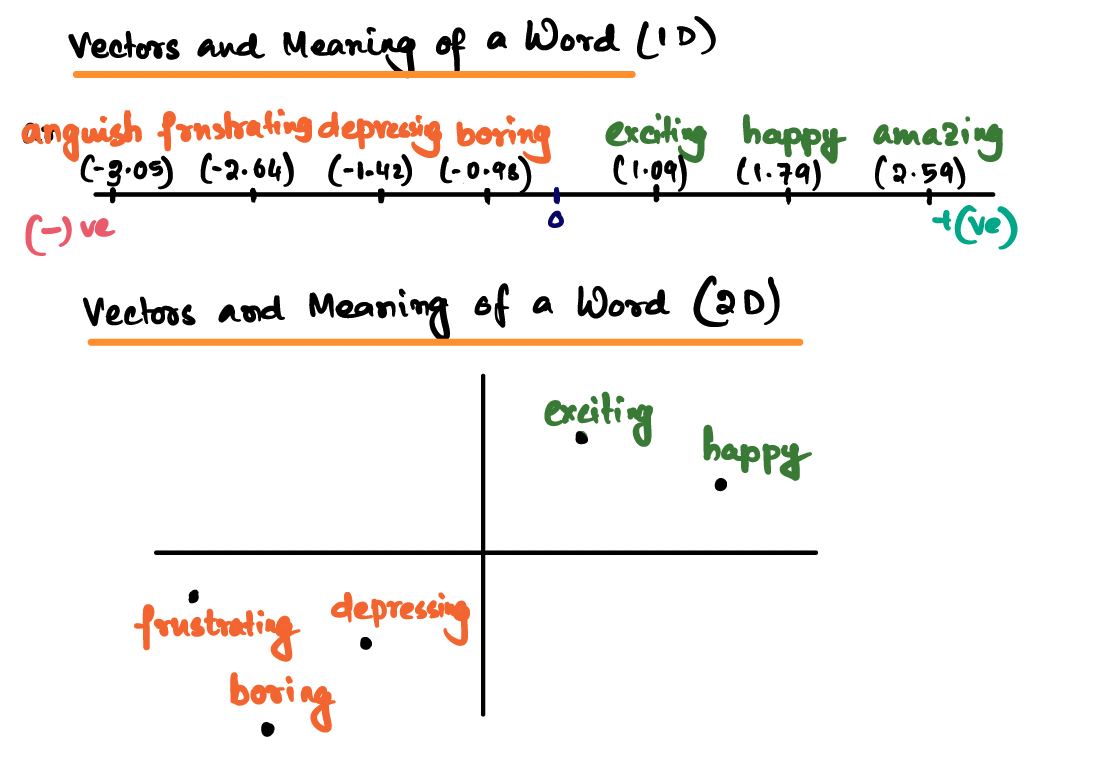 Vectors and Meaning of a Word (1D)
anguish frustrating depressing boring exciting happy amazing
(-3.05) (-2.64) (-1.42) (-0.98) (1.09) (1.79) (2.59)
(-)ve 0 +(ve)
Vectors and Meaning of a Word (2D)
exciting
happy
depressing
frustrating
boring